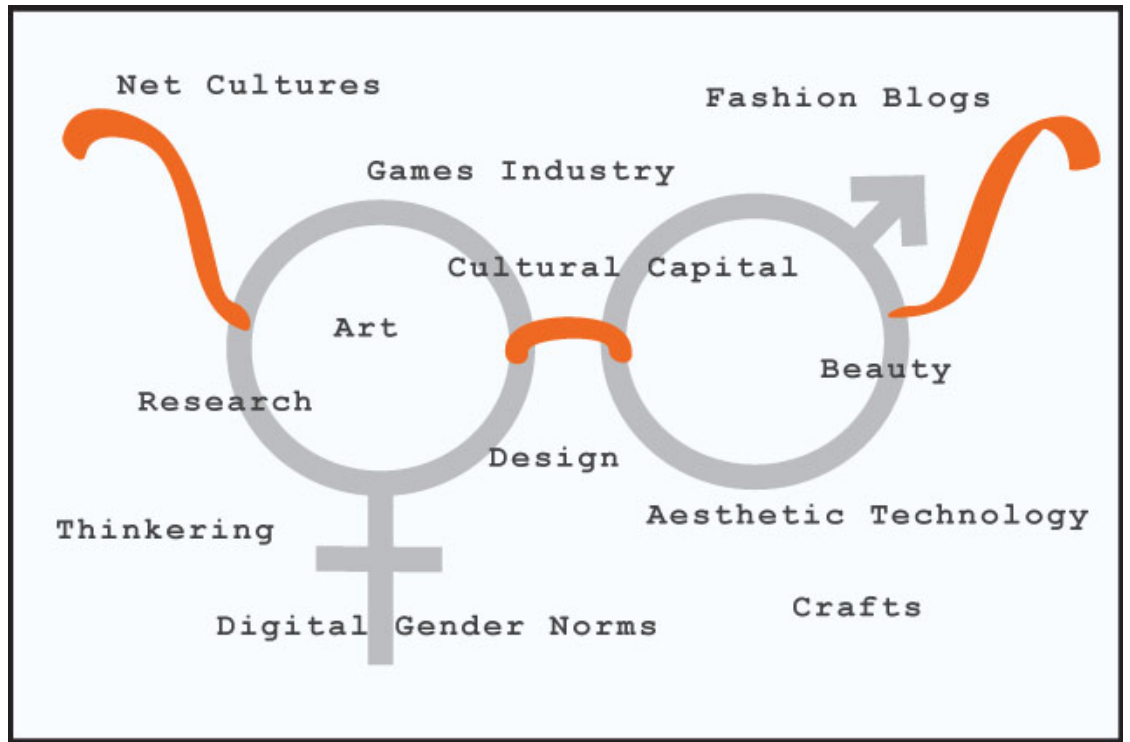 Net Cultures
Fashion Blogs
Games Industry
Cultural Capital
Art
Beauty
Research
Design
Aesthetic Technology
Thinkering
Crafts
Digital Gender Norms